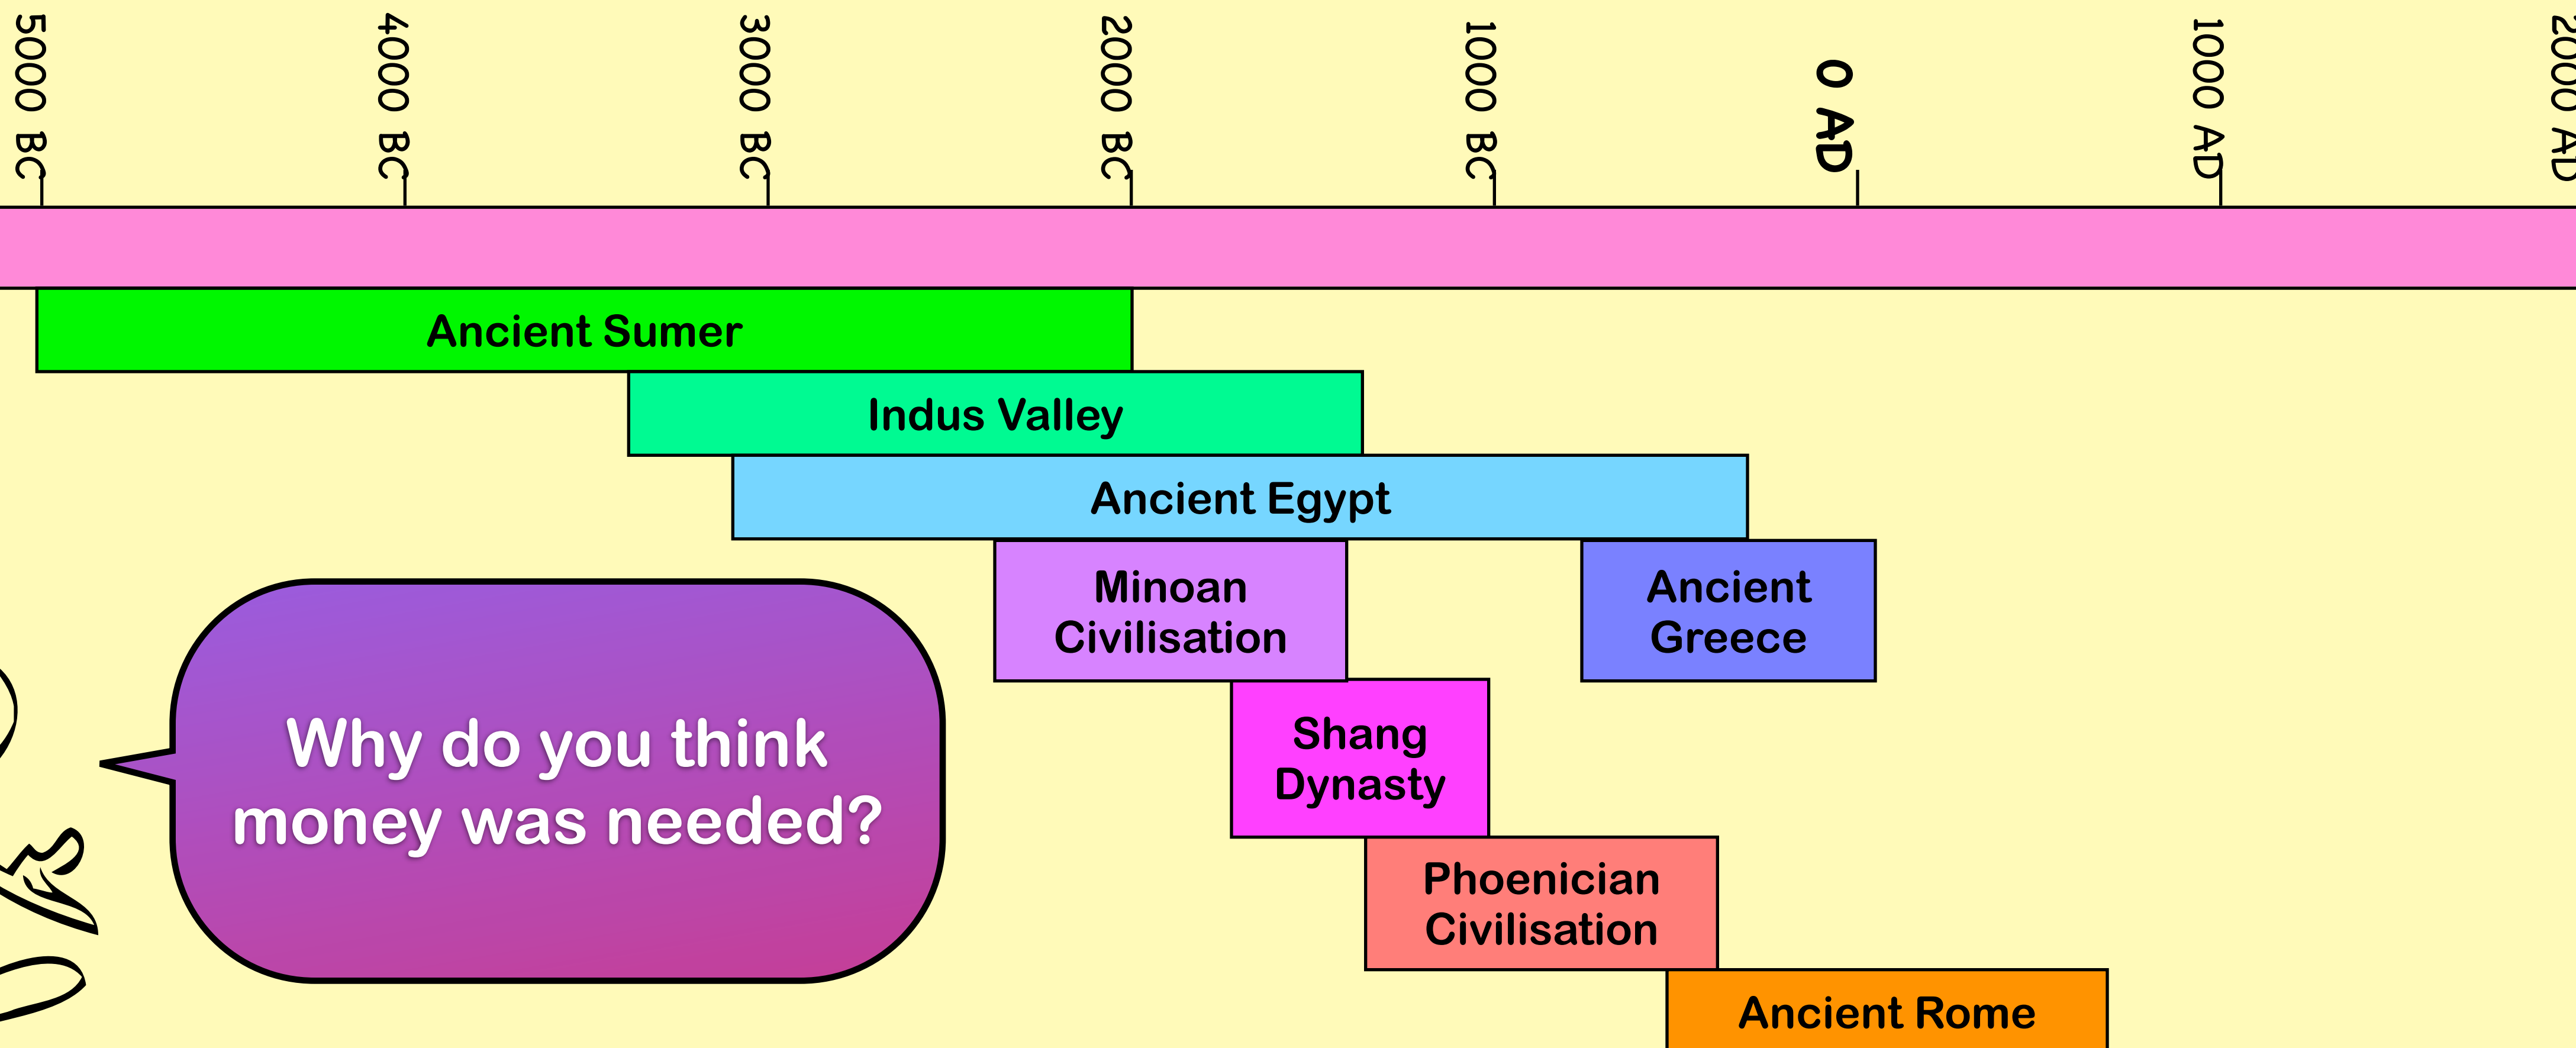 5000 BC
4000 BC
3000 BC
2000 BC
1000 BC
0 AD
1000 AD
2000 AD
Ancient Sumer
Indus Valley
Ancient Egypt
Minoan
Civilisation
Ancient
Greece
Why do you think
money was needed?
Shang
Dynasty
Phoenician
Civilisation
Ancient Rome